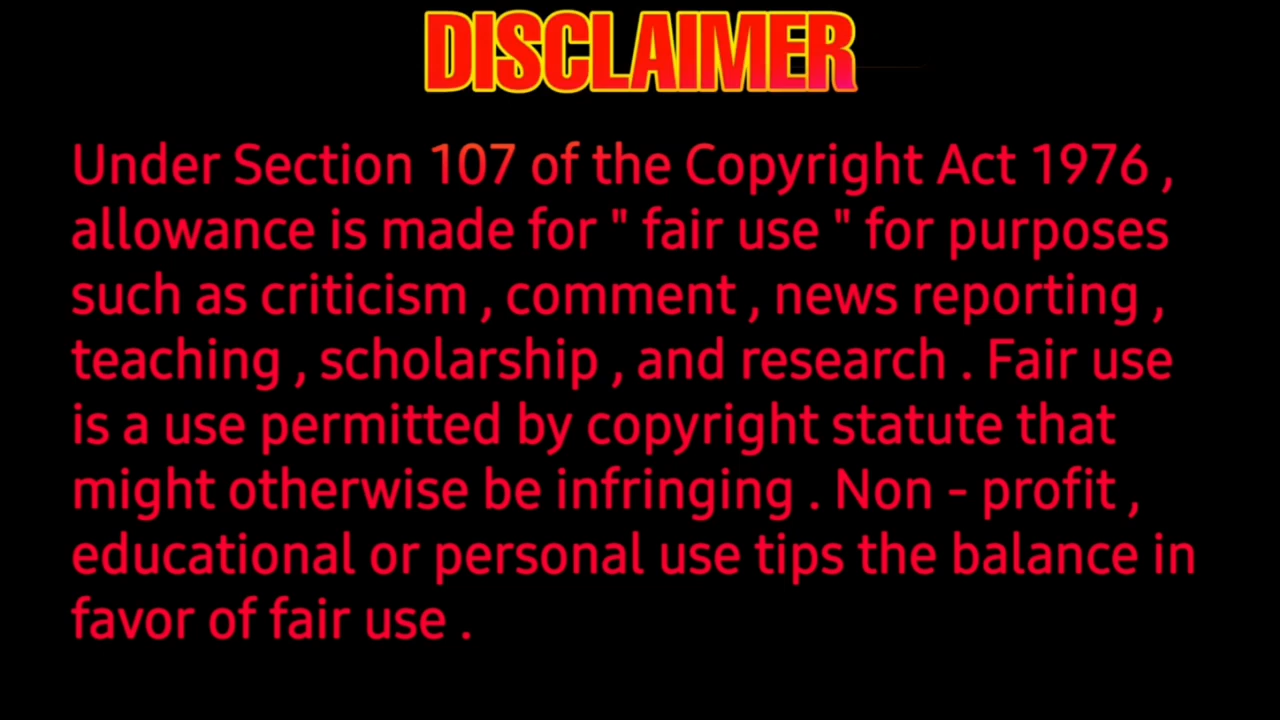 DISCLAIMER
Under Section 107 of the Copyright Act 1976 ,
allowance is made for " fair use " for purposes
such as criticism , comment , news reporting ,
teaching , scholarship , and research . Fair use
is a use permitted by copyright statute that
might otherwise be infringing . Non - profit ,
educational or personal use tips the balance in
favor of fair use .